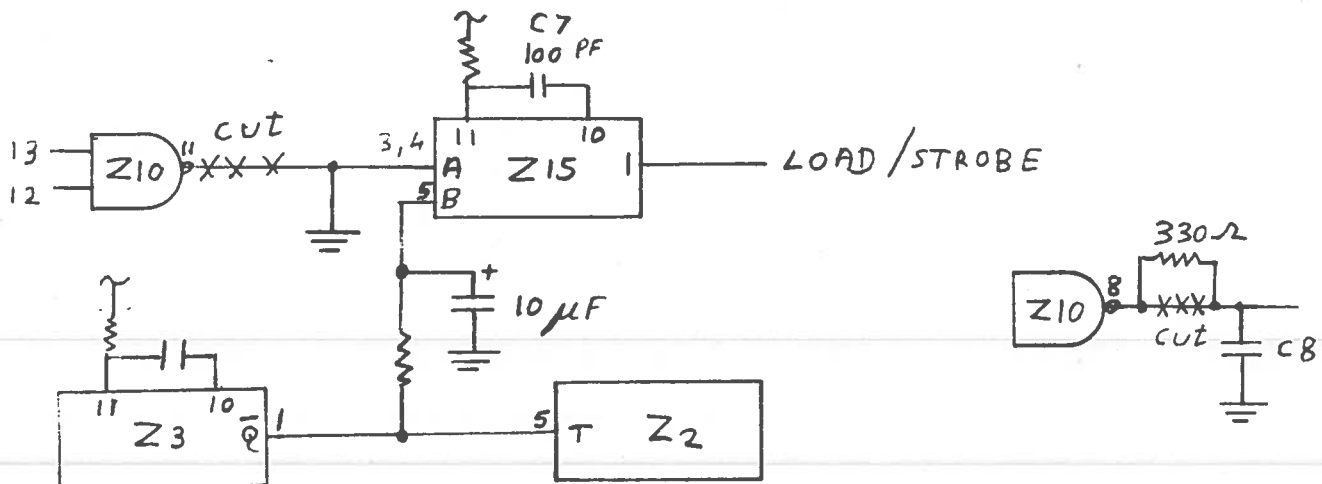 C7
100 PF
11
10
13
12
Z10
11
cut
3,4
A
5
B
Z15
1
LOAD/STROBE
+
10 µF
330Ω
Z10
8
cut
C8
11
10
Z3
Q̅
1
5
T
Z2